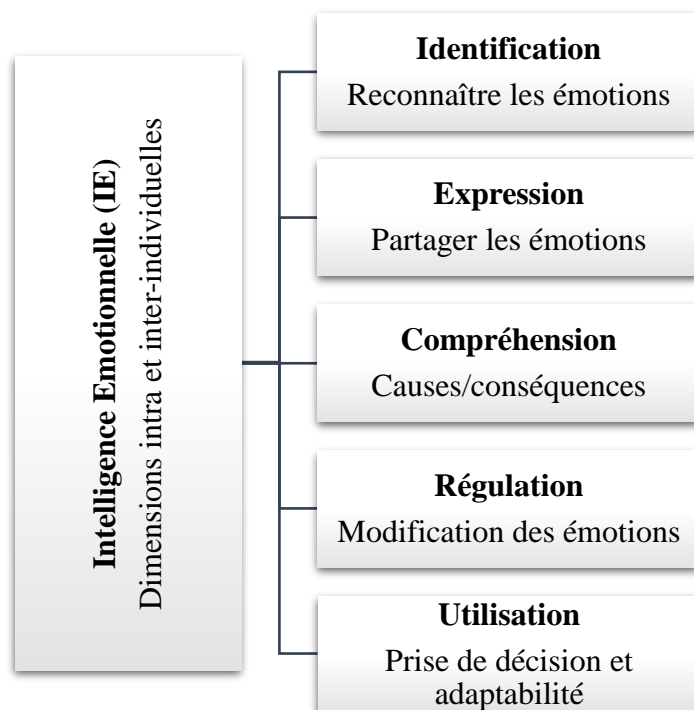 Intelligence Emotionnelle (IE)
Dimensions intra et inter-individuelles
Identification
Reconnaître les émotions
Expression
Partager les émotions
Compréhension
Causes/conséquences
Régulation
Modification des émotions
Utilisation
Prise de décision et
adaptabilité